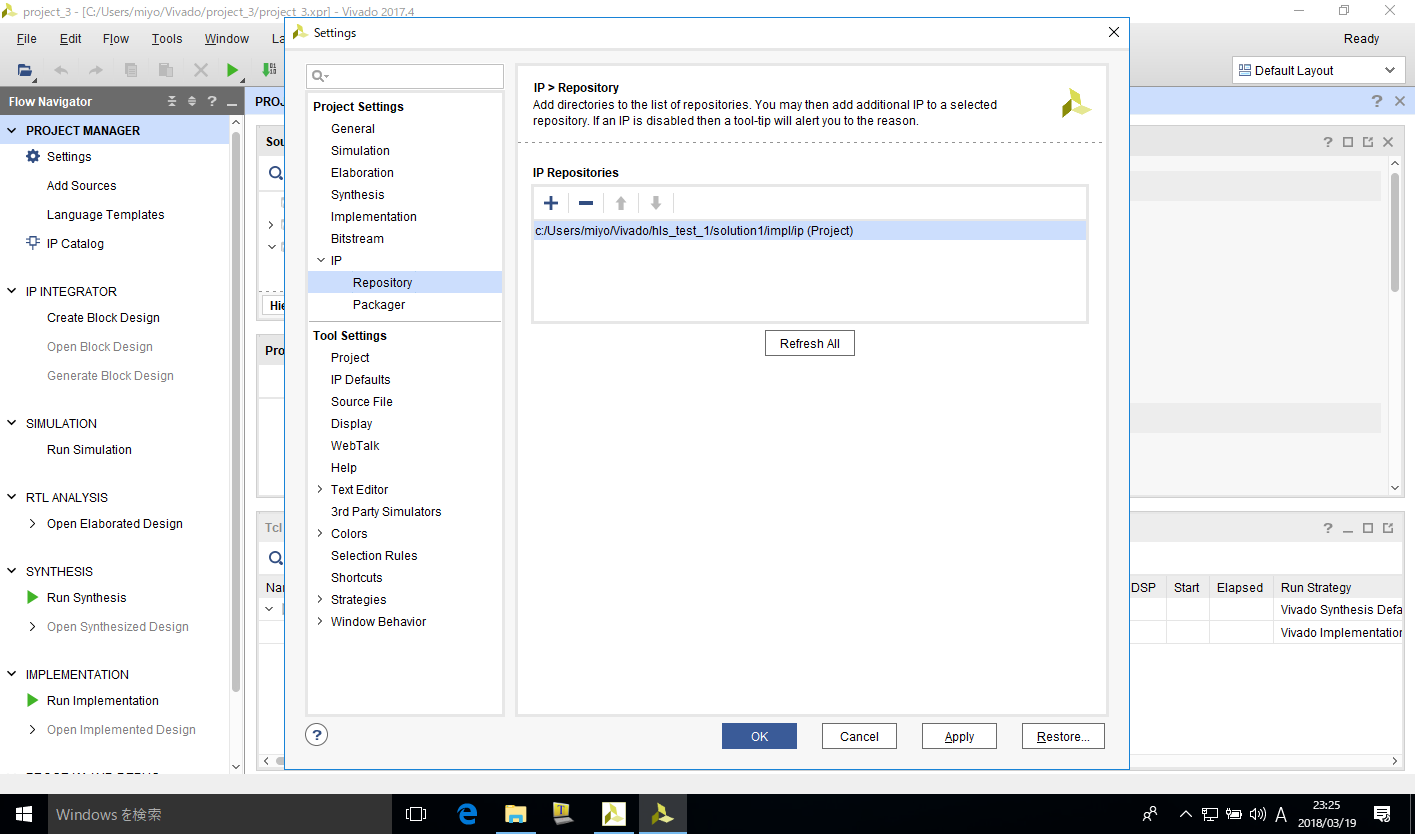 project_3 - [C:/Users/miyo/Vivado/project_3/project_3.xpr] - Vivado 2017.4
File Edit Flow Tools Window La
Ready
Default Layout
Flow Navigator
PROJECT MANAGER
Settings
Add Sources
Language Templates
IP Catalog
IP INTEGRATOR
Create Block Design
Open Block Design
Generate Block Design
SIMULATION
Run Simulation
RTL ANALYSIS
Open Elaborated Design
SYNTHESIS
Run Synthesis
Open Synthesized Design
IMPLEMENTATION
Run Implementation
Open Implemented Design
PROJ
Sou
Hie
Pro
Tcl
Nar
Settings
Project Settings
General
Simulation
Elaboration
Synthesis
Implementation
Bitstream
IP
Repository
Packager
Tool Settings
Project
IP Defaults
Source File
Display
WebTalk
Help
Text Editor
3rd Party Simulators
Colors
Selection Rules
Shortcuts
Strategies
Window Behavior
IP > Repository
Add directories to the list of repositories. You may then add additional IP to a selected
repository. If an IP is disabled then a tool-tip will alert you to the reason.
IP Repositories
c:/Users/miyo/Vivado/hls_test_1/solution1/impl/ip (Project)
Refresh All
?
OK Cancel Apply Restore...
DSP Start Elapsed Run Strategy
Vivado Synthesis Defa
Vivado Implementation
Windows を検索
A
23:25
2018/03/19